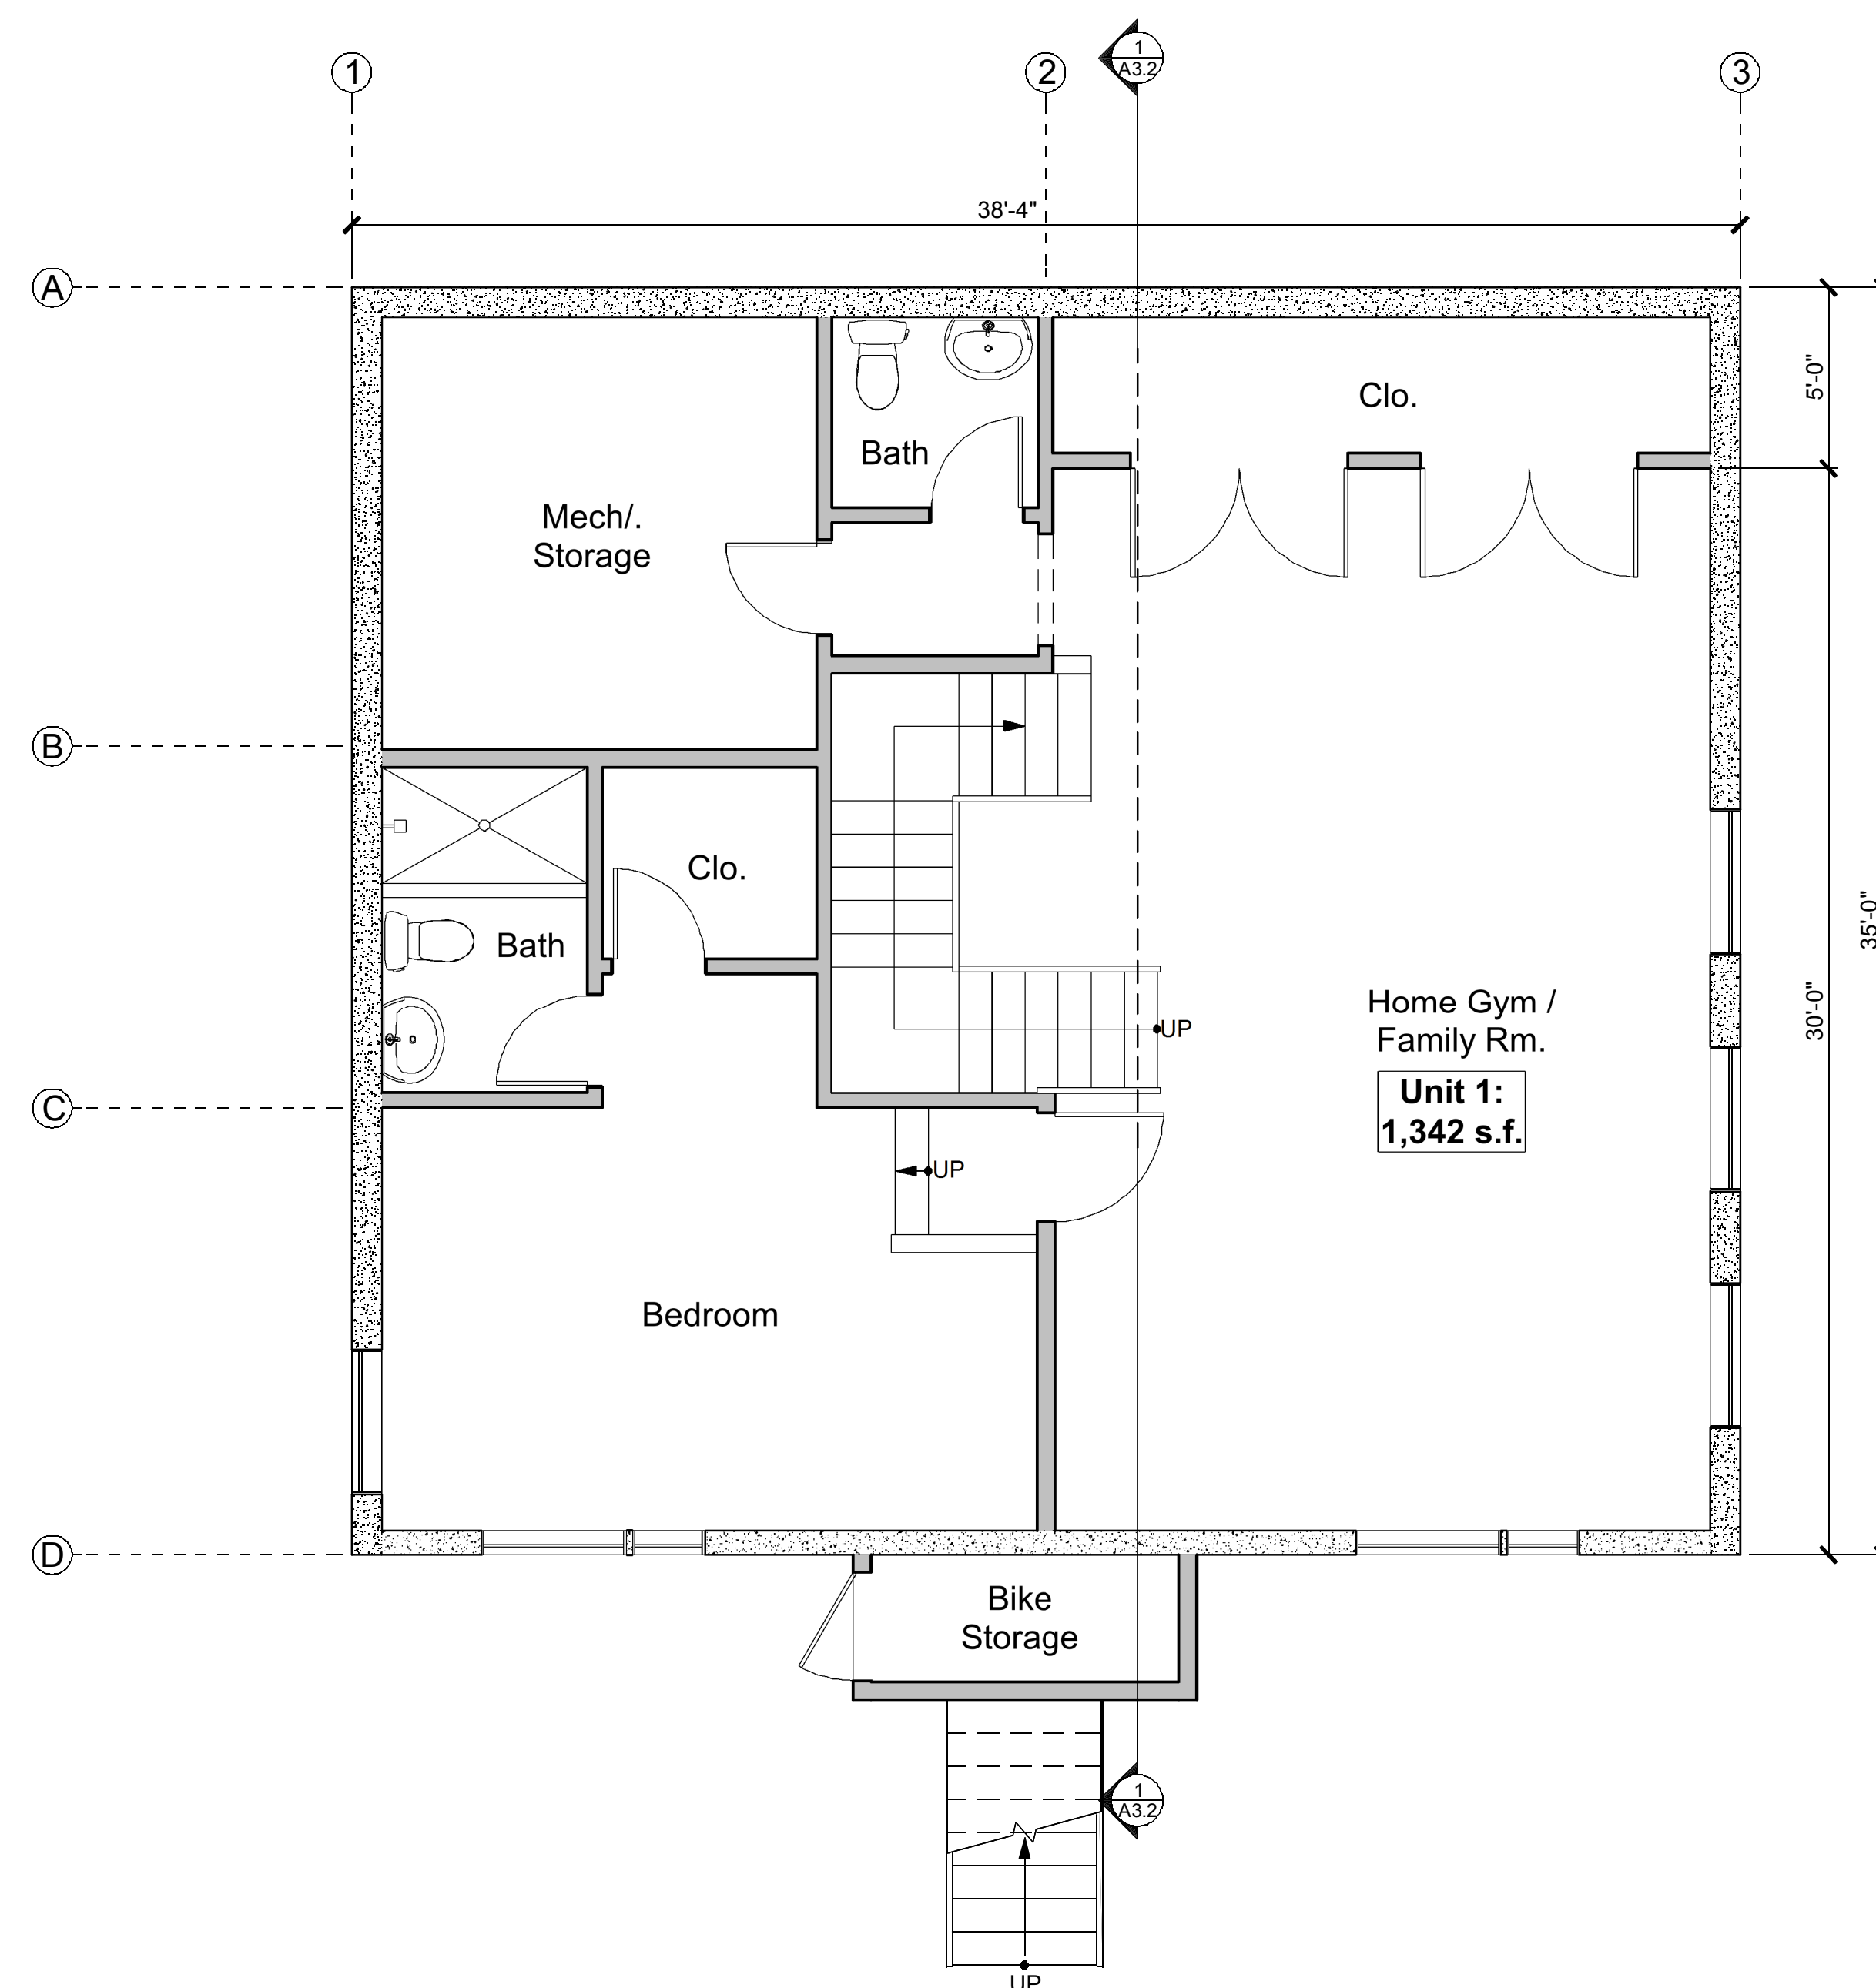 1
2
1
A3.2
3
38'-4"
A
5'-0"
Clo.
Bath
Mech/.
Storage
B
Clo.
Bath
35'-0"
Home Gym /
Family Rm.
30'-0"
UP
Unit 1:
1,342 s.f.
C
UP
Bedroom
D
Bike
Storage
1
A3.2
UP